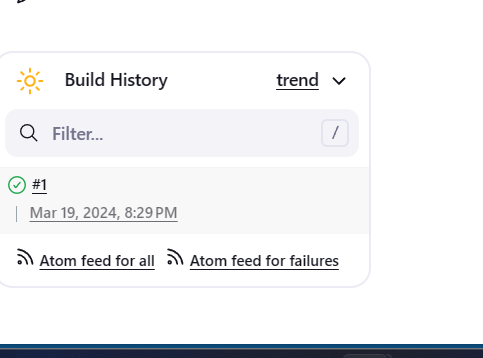 Build History trend
Filter... /
#1
Mar 19, 2024, 8:29 PM
Atom feed for all Atom feed for failures